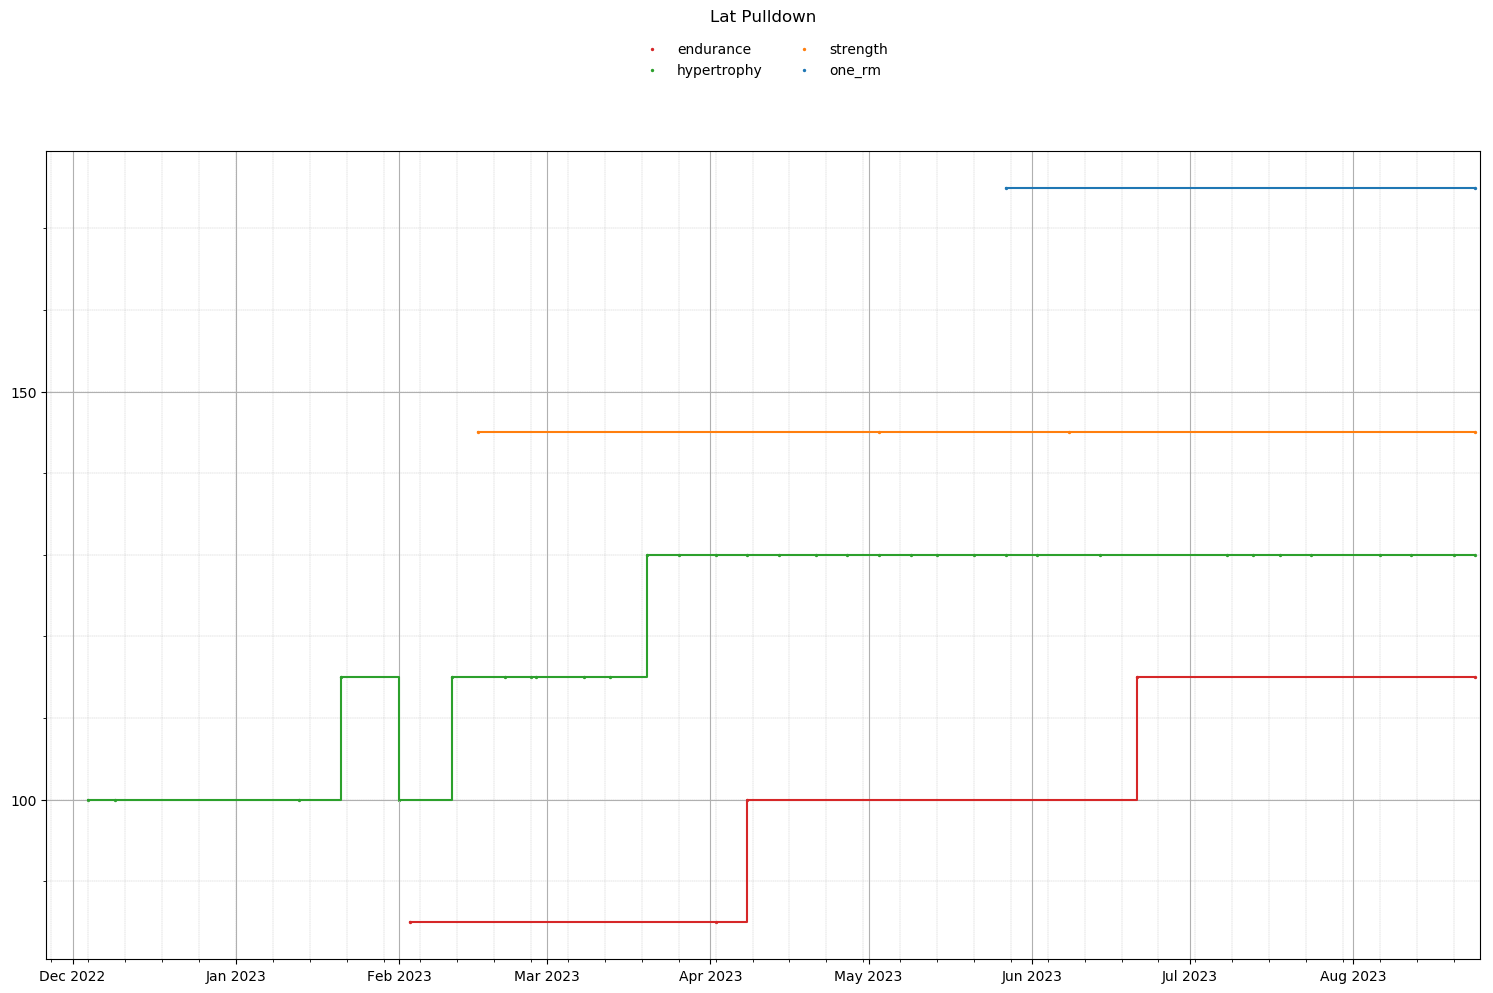 Lat Pulldown
endurance strength
hypertrophy one_rm
150
100
Dec 2022 Jan 2023 Feb 2023 Mar 2023 Apr 2023 May 2023 Jun 2023 Jul 2023 Aug 2023